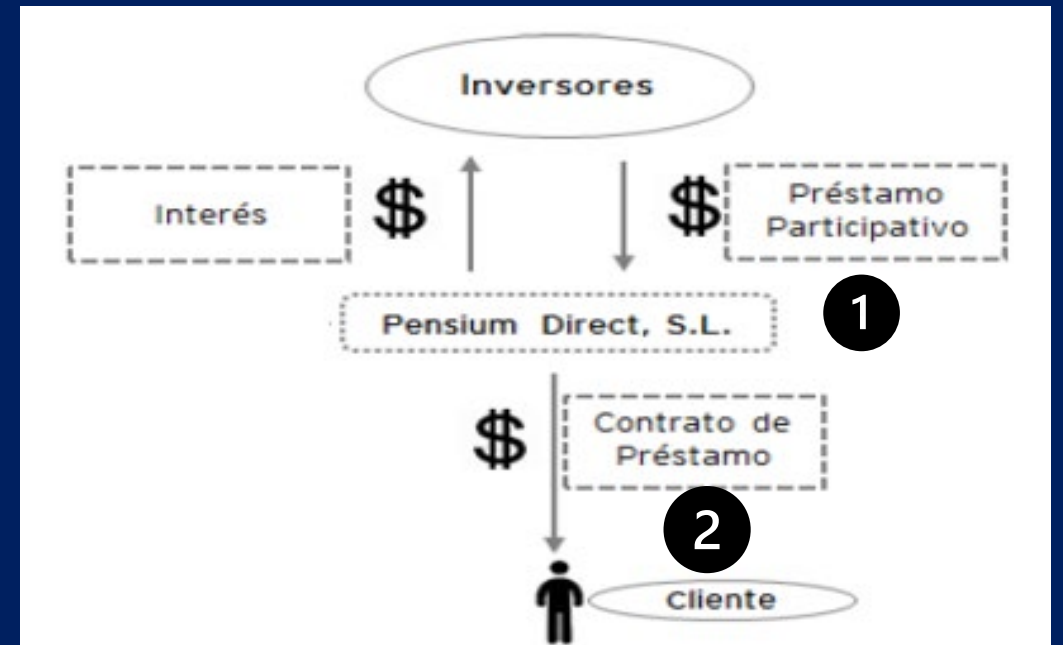 Inversores
Interés
$
$
Préstamo
Participativo
1
Pensium Direct, S.L.
$
Contrato de
Préstamo
2
Cliente